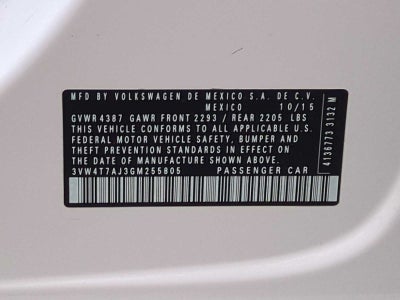 MFD BY VOLKSWAGEN DE MEXICO S.A. DE C.V.
MEXICO 10/15
GVWR 4387 GAWR FRONT 2293 / REAR 2205 LBS
THIS VEHICLE CONFORMS TO ALL APPLICABLE U.S.
FEDERAL MOTOR VEHICLE SAFETY, BUMPER, AND
THEFT PREVENTION STANDARDS IN EFFECT ON THE
DATE OF MANUFACTURE SHOWN ABOVE.
3VW4T7AJ3GM255805 PASSENGER CAR
4136773 3132 M